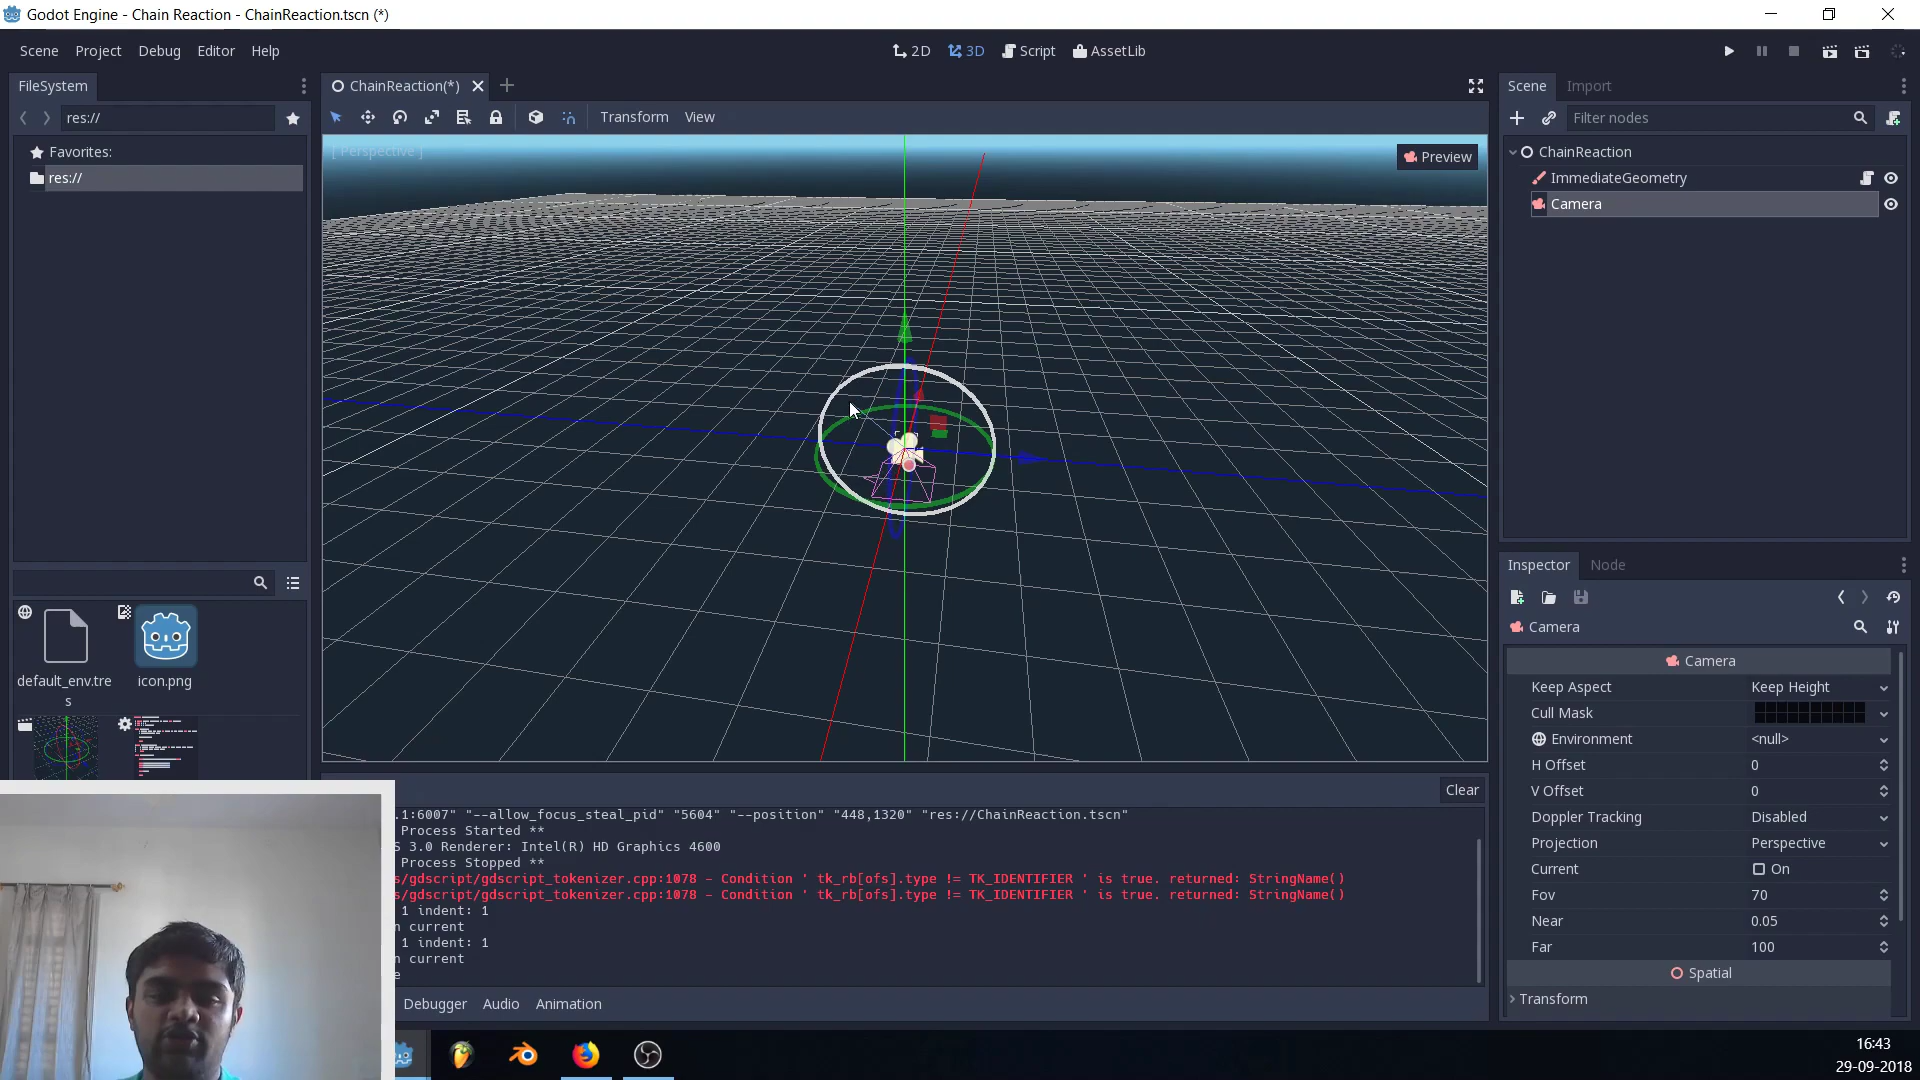 Godot Engine - Chain Reaction - ChainReaction.tscn (*)
Scene Project Debug Editor Help
2D 3D Script AssetLib
FileSystem
res://
Favorites:
res://
default_env.tre
s
icon.png
ChainReaction(*)
Transform View
[ Perspective ]
Preview
Clear
.1:6007" "--allow_focus_steal_pid" "5604" "--position" "448,1320" "res://ChainReaction.tscn"
Process Started **
S 3.0 Renderer: Intel(R) HD Graphics 4600
Process Stopped **
s/gdscript/gdscript_tokenizer.cpp:1078 - Condition ' tk_rb[ofs].type != TK_IDENTIFIER ' is true. returned: StringName()
s/gdscript/gdscript_tokenizer.cpp:1078 - Condition ' tk_rb[ofs].type != TK_IDENTIFIER ' is true. returned: StringName()
1 indent: 1
n current
1 indent: 1
n current
e
Debugger Audio Animation
Scene Import
Filter nodes
ChainReaction
ImmediateGeometry
Camera
Inspector Node
Camera
Camera
Keep Aspect Keep Height
Cull Mask
Environment <null>
H Offset 0
V Offset 0
Doppler Tracking Disabled
Projection Perspective
Current On
Fov 70
Near 0.05
Far 100
Spatial
Transform
16:43
29-09-2018